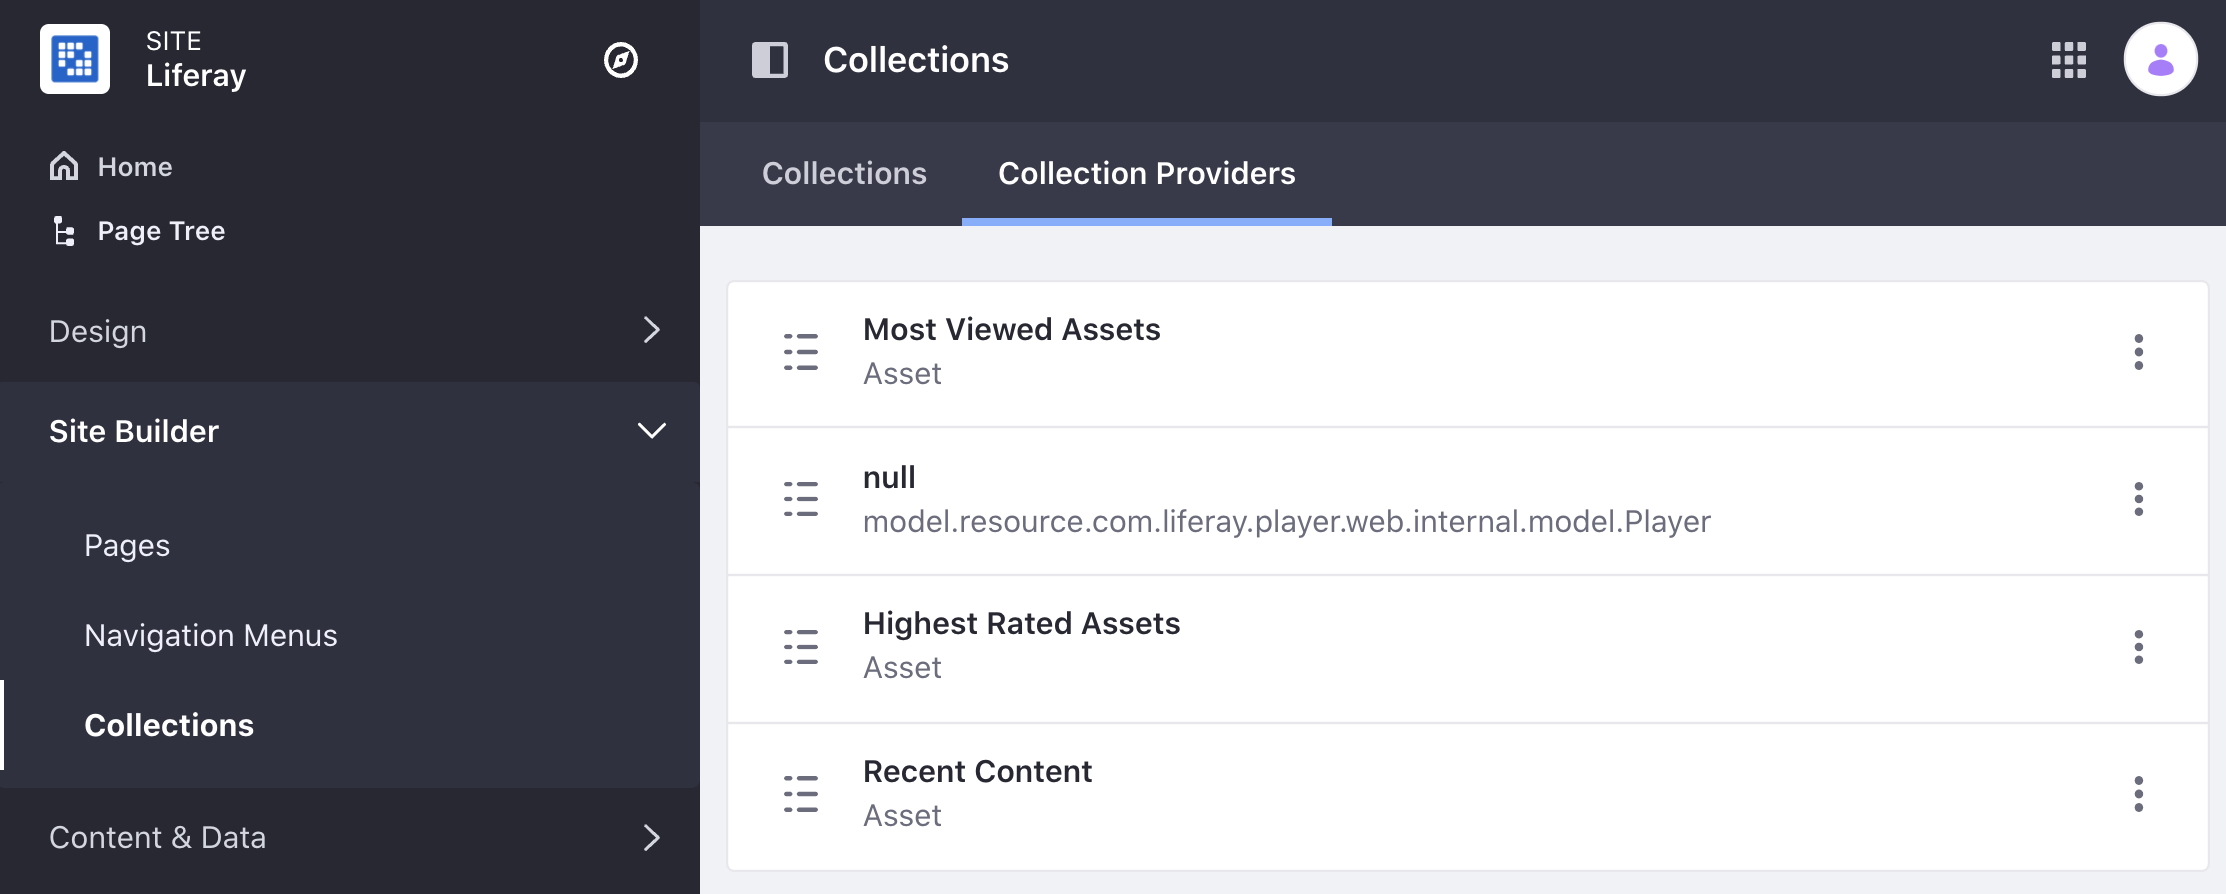 SITE
Liferay
Home
Page Tree
Design
Site Builder
Pages
Navigation Menus
Collections
Content & Data
Collections
Collections
Collection Providers
Most Viewed Assets
Asset
null
model.resource.com.liferay.player.web.internal.model.Player
Highest Rated Assets
Asset
Recent Content
Asset